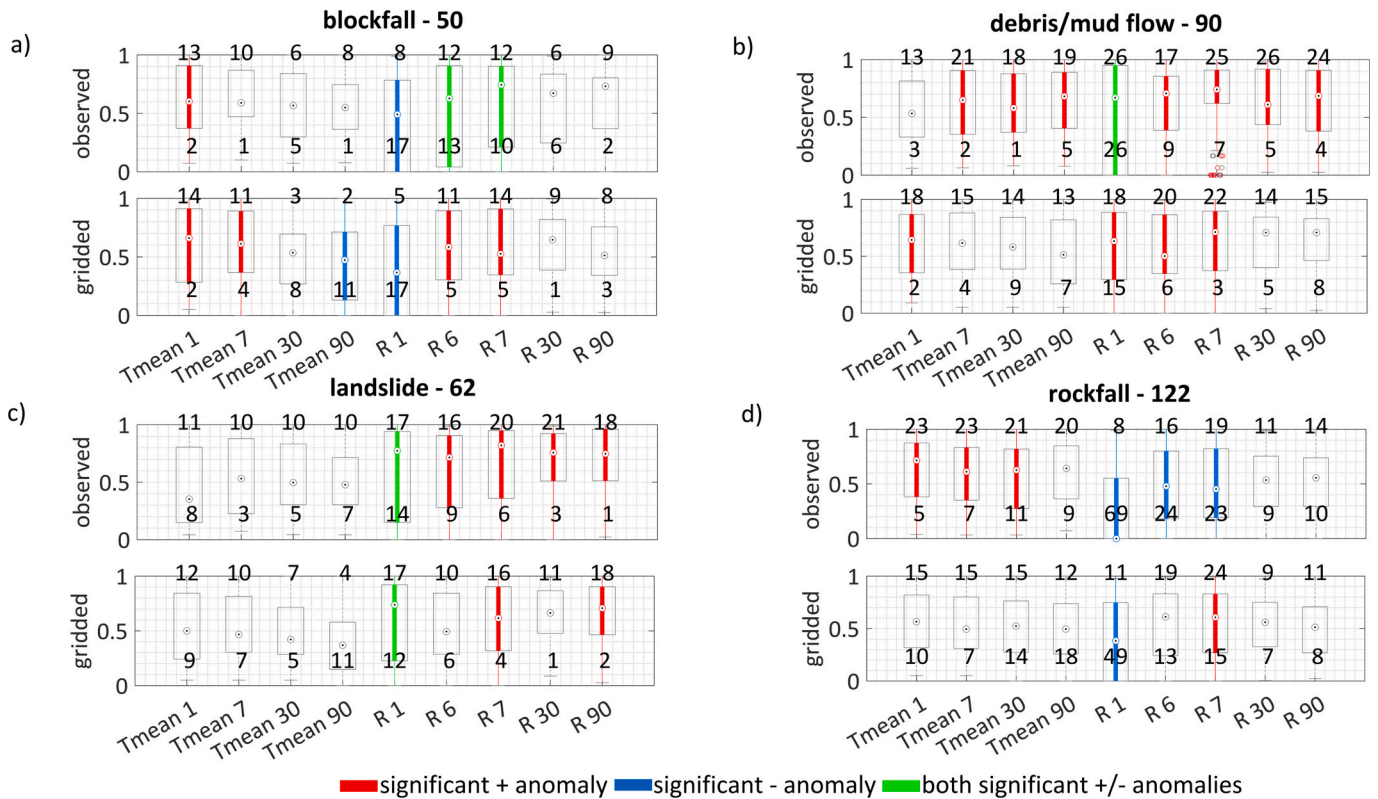 a)
blockfall - 50
13 10 6 8 8 12 12 6 9
1
0.5
0
observed
2 1 5 1 17 13 10 6 2
14 11 3 2 5 11 14 9 8
1
0.5
0
gridded
2 4 8 11 17 5 5 1 3
Tmean 1 Tmean 7 Tmean 30 Tmean 90 R 1 R 6 R 7 R 30 R 90
b)
debris/mud flow - 90
13 21 18 19 26 17 25 26 24
1
0.5
0
observed
3 2 1 5 26 9 7 5 4
18 15 14 13 18 20 22 14 15
1
0.5
0
gridded
2 4 9 7 15 6 3 5 8
Tmean 1 Tmean 7 Tmean 30 Tmean 90 R 1 R 6 R 7 R 30 R 90
c)
landslide - 62
11 10 10 10 17 16 20 21 18
1
0.5
0
observed
8 3 5 7 14 9 6 3 1
12 10 7 4 17 10 16 11 18
1
0.5
0
gridded
9 7 5 11 12 6 4 1 2
Tmean 1 Tmean 7 Tmean 30 Tmean 90 R 1 R 6 R 7 R 30 R 90
d)
rockfall - 122
23 23 21 20 8 16 19 11 14
1
0.5
0
observed
5 7 11 9 69 24 23 9 10
15 15 15 12 11 19 24 9 11
1
0.5
0
gridded
10 7 14 18 49 13 15 7 8
Tmean 1 Tmean 7 Tmean 30 Tmean 90 R 1 R 6 R 7 R 30 R 90
significant + anomaly significant - anomaly both significant +/- anomalies